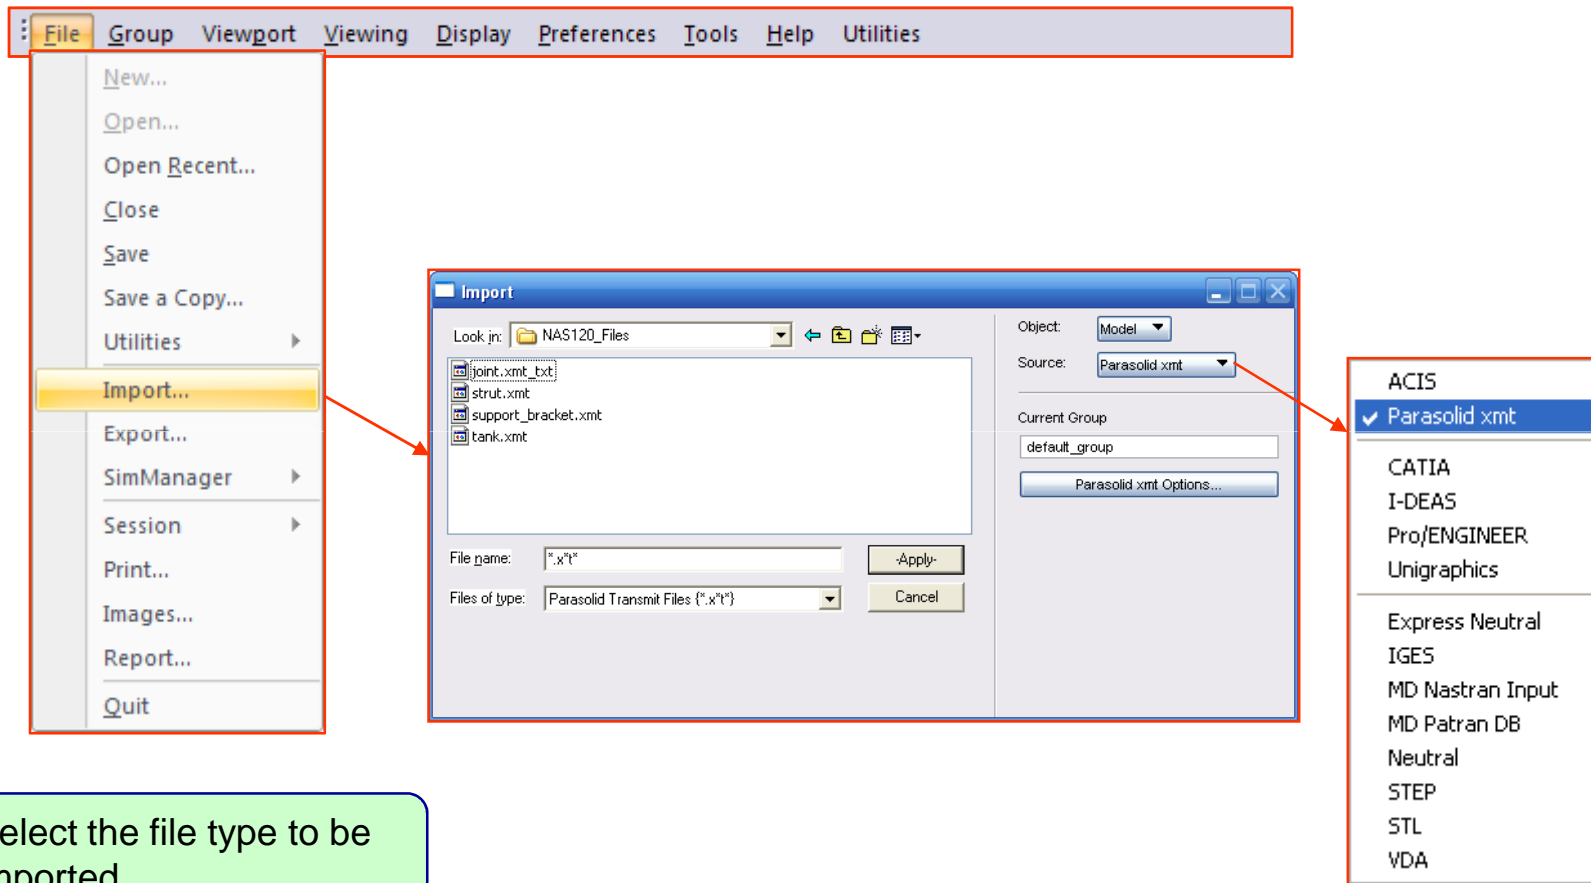 File Group Viewport Viewing Display Preferences Tools Help Utilities
New...
Open...
Open Recent...
Close
Save
Save a Copy...
Utilities
Import...
Export...
SimManager
Session
Print...
Images...
Report...
Quit
Import
Look in: NAS120_Files
joint.xmt_txt
strut.xmt
support_bracket.xmt
tank.xmt
File name: *.x*t*
-Apply-
Files of type: Parasolid Transmit Files {*.x*t*}
Cancel
Object: Model
Source: Parasolid xmt
Current Group
default_group
Parasolid xmt Options...
ACIS
Parasolid xmt
CATIA
I-DEAS
Pro/ENGINEER
Unigraphics
Express Neutral
IGES
MD Nastran Input
MD Patran DB
Neutral
STEP
STL
VDA
elect the file type to be
mported